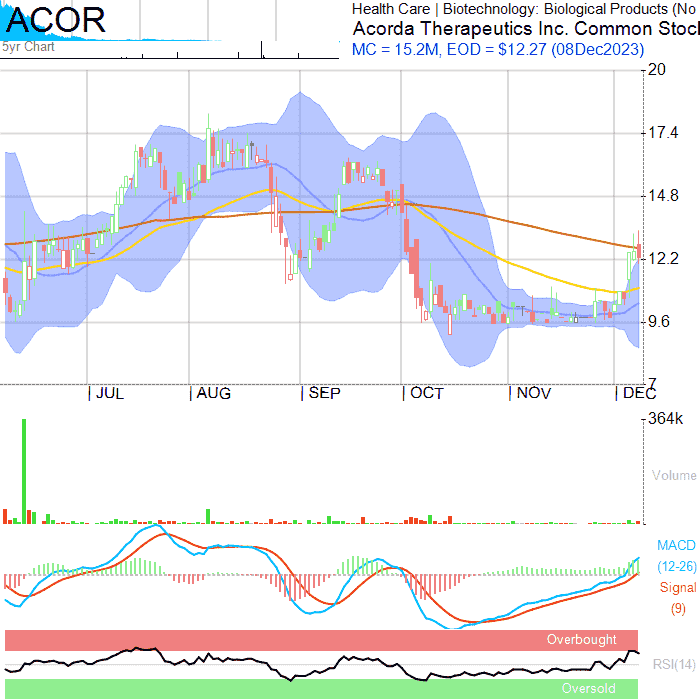 ACOR
Health Care | Biotechnology: Biological Products (No
Acorda Therapeutics Inc. Common Stoc
MC = 15.2M, EOD = $12.27 (08Dec2023)
5yr Chart
20
17.4
14.8
12.2
9.6
7
| JUL | AUG | SEP | OCT | NOV | DEC
364k
Volume
MACD
(12-26)
Signal
(9)
Overbought
RSI(14)
Oversold